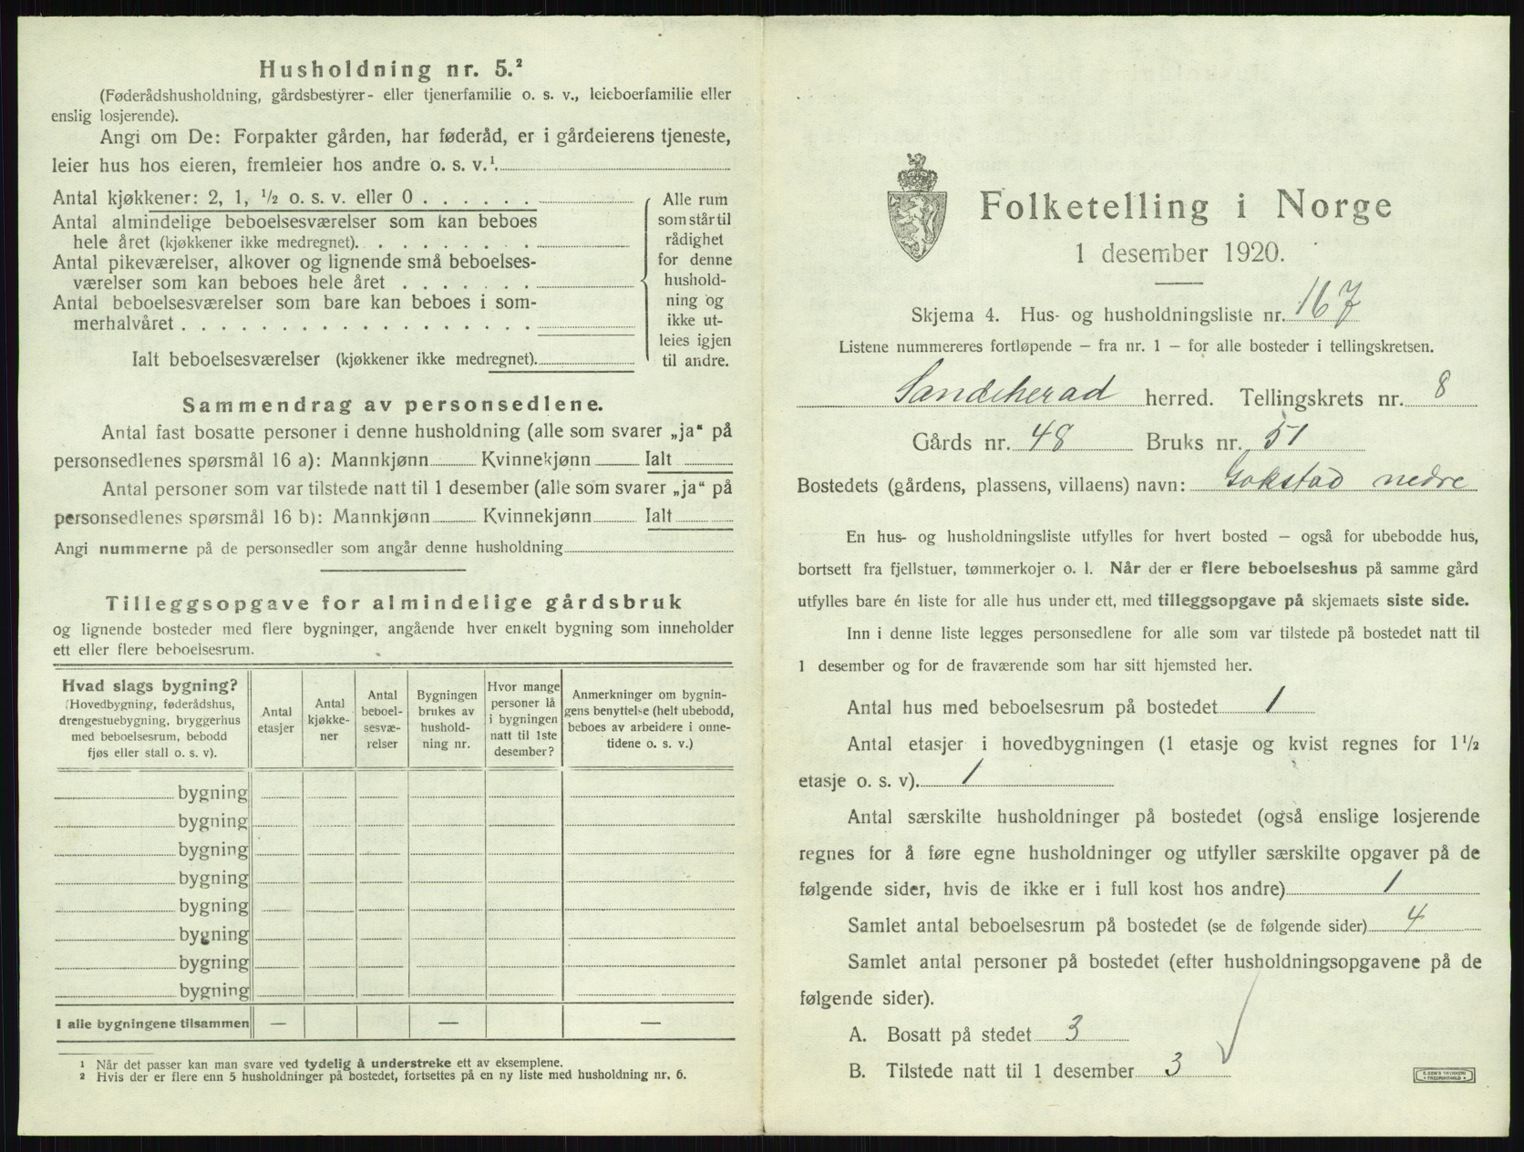 Husholdning nr. 5.²
(Føderådshusholdning, gårdsbestyrer- eller tjenerfamilie o. s. v., leieboerfamilie eller
enslig losjerende).
Angi om De: Forpakter gården, har føderåd, er i gårdeierens tjeneste,
leier hus hos eieren, fremleier hos andre o. s. v.¹.
Antal kjøkkener: 2, 1, ½ o. s. v. eller 0 . . . . . .
Antal almindelige beboelsesværelser som kan beboes
hele året (kjøkkener ikke medregnet). . . . . . . . .
Antal pikeværelser, alkover og lignende små beboelses-
værelser som kan beboes hele året . . . . . . .
Antal beboelsesværelser som bare kan beboes i som-
merhalvåret . . . . . . . . . . . . . . . . . .
Ialt beboelsesværelser (kjøkkener ikke medregnet).
Alle rum
som står til
rådighet
for denne
hushold-
ning og
ikke ut-
leies igjen
til andre.
Sammendrag av personsedlene.
Antal fast bosatte personer i denne husholdning (alle som svarer „ja“ på
personsedlenes spørsmål 16 a): Mannkjønn Kvinnekjønn Ialt
Antal personer som var tilstede natt til 1 desember (alle som svarer „ja“ på
personsedlenes spørsmål 16 b): Mannkjønn Kvinnekjønn Ialt
Angi nummerne på de personsedler som angår denne husholdning
Tilleggsopgave for almindelige gårdsbruk
og lignende bosteder med flere bygninger, angående hver enkelt bygning som inneholder
ett eller flere beboelsesrum.
Hvad slags bygning?
(Hovedbygning, føderådshus,
drengestuebygning, bryggerhus
med beboelsesrum, bebodd
fjøs eller stall o. s. v).
Antal
etasjer
Antal
kjøkke-
ner
Antal
beboel-
sesvæ-
relser
Bygningen
brukes av
hushold-
ning nr.
Hvor mange
personer lå
i bygningen
natt til 1ste
desember?
Anmerkninger om bygnin-
gens benyttelse (helt ubebodd,
beboes av arbeidere i onne-
tidene o. s. v.)
bygning
bygning
bygning
bygning
bygning
bygning
bygning
bygning
I alle bygningene tilsammen — — —
¹ Når det passer kan man svare ved tydelig å understreke ett av eksemplene.
² Hvis der er flere enn 5 husholdninger på bostedet, fortsettes på en ny liste med husholdning nr. 6.
Folketelling i Norge
1 desember 1920.
Skjema 4. Hus- og husholdningsliste nr. 167
Listene nummereres fortløpende — fra nr. 1 — for alle bosteder i tellingskretsen.
Sandeherad herred. Tellingskrets nr. 8
Gårds nr. 48 Bruks nr. 51
Bostedets (gårdens, plassens, villaens) navn: Gokstad nedre
En hus- og husholdningsliste utfylles for hvert bosted — også for ubebodde hus,
bortsett fra fjellstuer, tømmerkojer o. l. Når der er flere beboelseshus på samme gård
utfylles bare én liste for alle hus under ett, med tilleggsopgave på skjemaets siste side.
Inn i denne liste legges personsedlene for alle som var tilstede på bostedet natt til
1 desember og for de fraværende som har sitt hjemsted her.
Antal hus med beboelsesrum på bostedet 1
Antal etasjer i hovedbygningen (1 etasje og kvist regnes for 1½
etasje o. s. v). 1
Antal særskilte husholdninger på bostedet (også enslige losjerende
regnes for å føre egne husholdninger og utfyller særskilte opgaver på de
følgende sider, hvis de ikke er i full kost hos andre) 1
Samlet antal beboelsesrum på bostedet (se de følgende sider) 4
Samlet antal personer på bostedet (efter husholdningsopgavene på de
følgende sider).
A. Bosatt på stedet 3
B. Tilstede natt til 1 desember 3